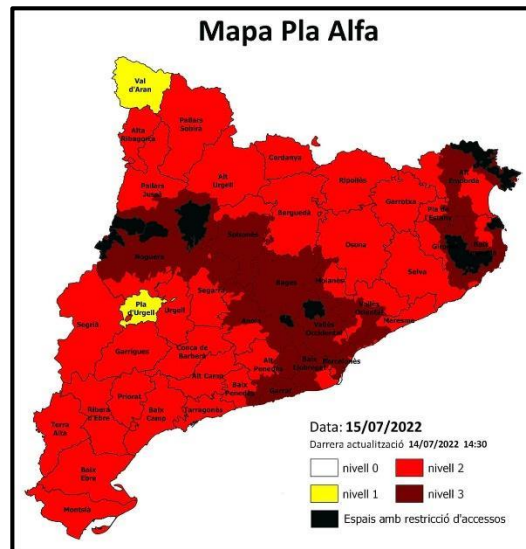 Mapa Pla Alfa
Val
d'Aran
Pallars
Sobirà
Alta
Ribagorça
Cerdanya
Alt
Urgell
Ripollès
Alt
Empordà
Pallars
Jussà
Berguedà
Garrotxa
Pla de
l'Estany
Solsonès
Osona
Noguera
Selva
Bages
Moianès
Segarra
Pla
d'Urgell
Urgell
Vallès
Oriental
Maresme
Segrià
Anoia
Vallès
Occidental
Conca de
Barberà
Garrigues
Alt
Penedès
Baix
Llobregat
Barcelonès
Alt Camp
Baix
Penedès
Garraf
Priorat
Ribera
d'Ebre
Baix
Camp
Tarragonès
Terra
Alta
Baix
Ebre
Montsià
Data: 15/07/2022
Darrera actualització 14/07/2022 14:30
nivell 0
nivell 2
nivell 1
nivell 3
Espais amb restricció d'accessos